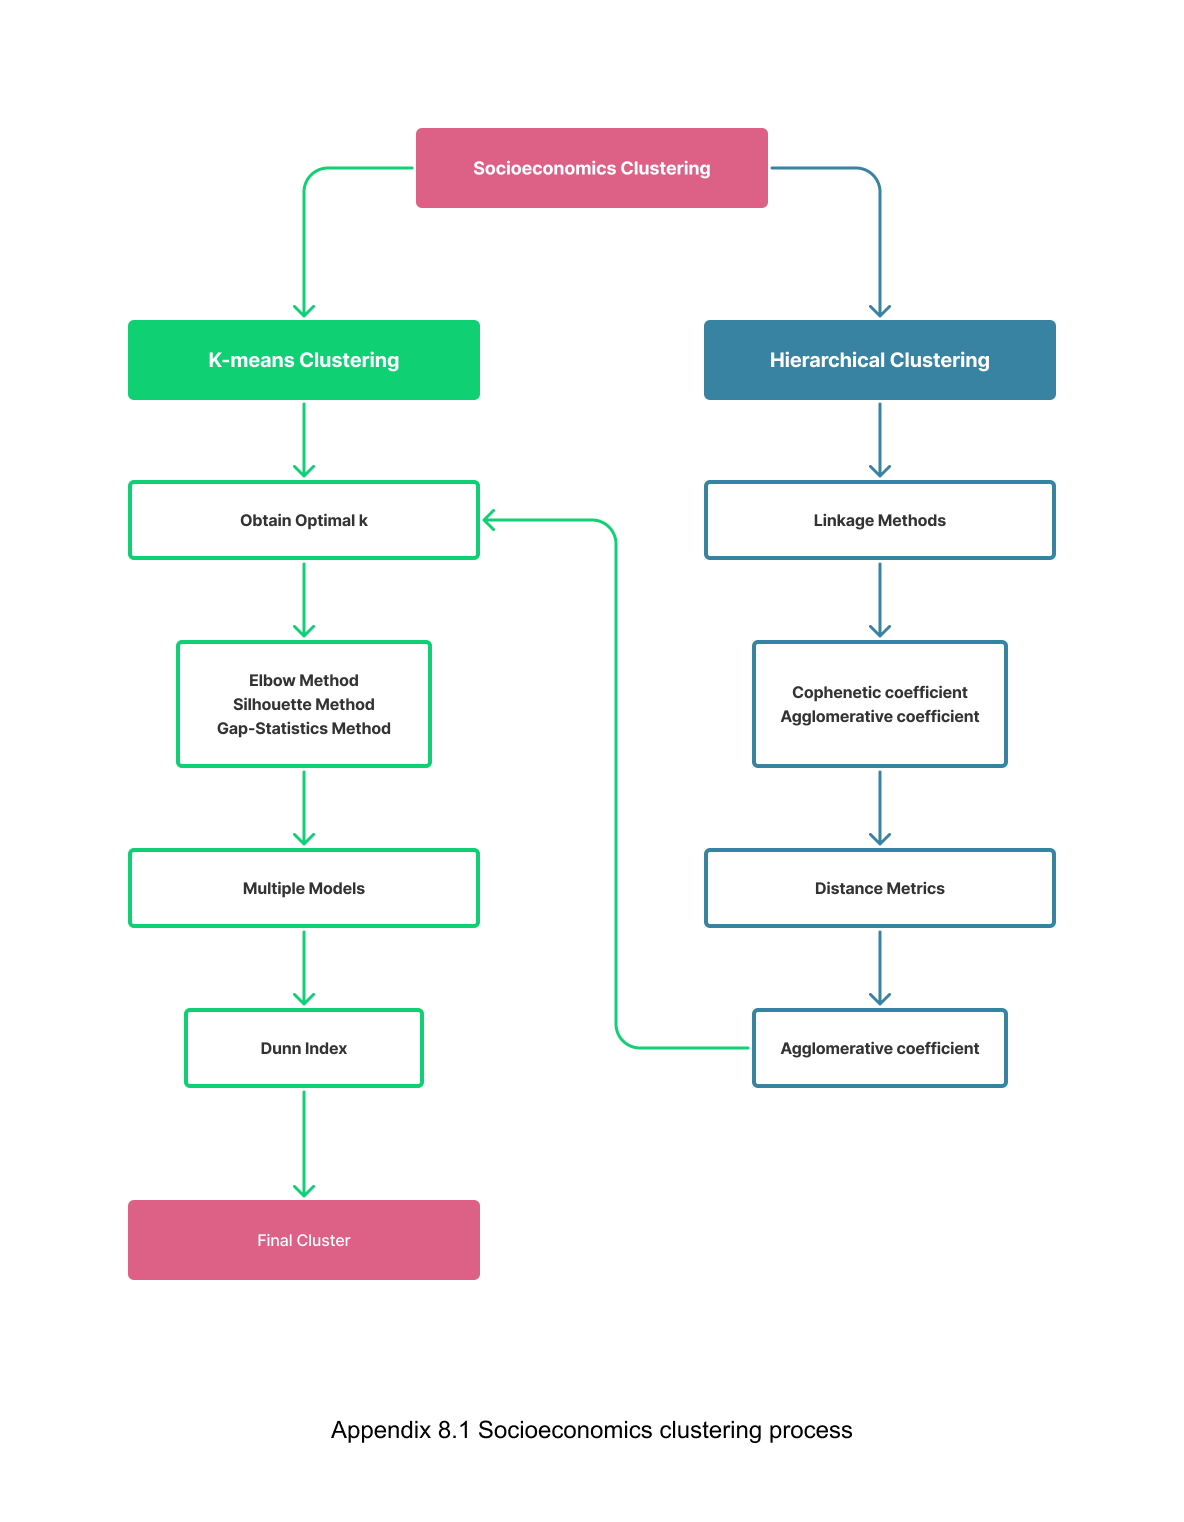 Socioeconomics Clustering
K-means Clustering
Hierarchical Clustering
Obtain Optimal k
Linkage Methods
Elbow Method
Silhouette Method
Gap-Statistics Method
Cophenetic coefficient
Agglomerative coefficient
Multiple Models
Distance Metrics
Dunn Index
Agglomerative coefficient
Final Cluster
Appendix 8.1 Socioeconomics clustering process